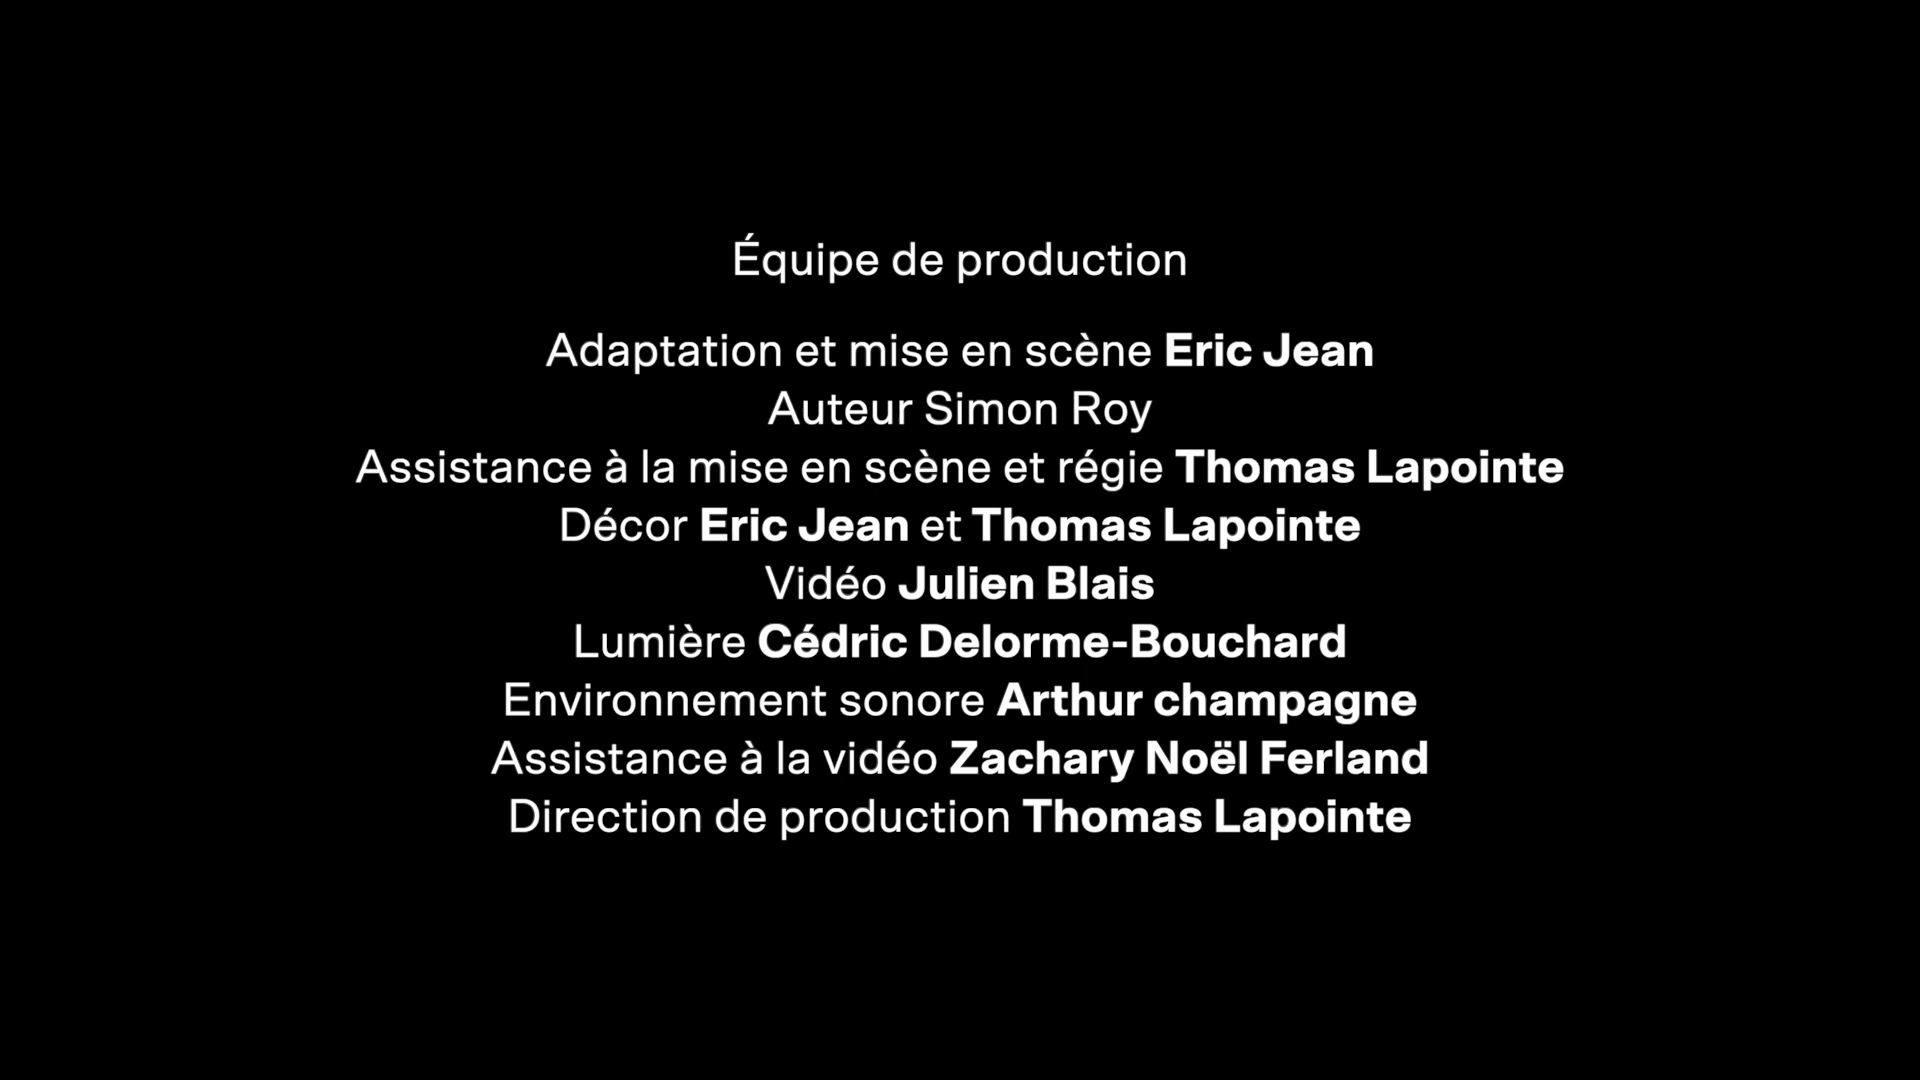 Équipe de production
Adaptation et mise en scène Eric Jean
Auteur Simon Roy
Assistance à la mise en scène et régie Thomas Lapointe
Décor Eric Jean et Thomas Lapointe
Vidéo Julien Blais
Lumière Cédric Delorme-Bouchard
Environnement sonore Arthur champagne
Assistance à la vidéo Zachary Noël Ferland
Direction de production Thomas Lapointe